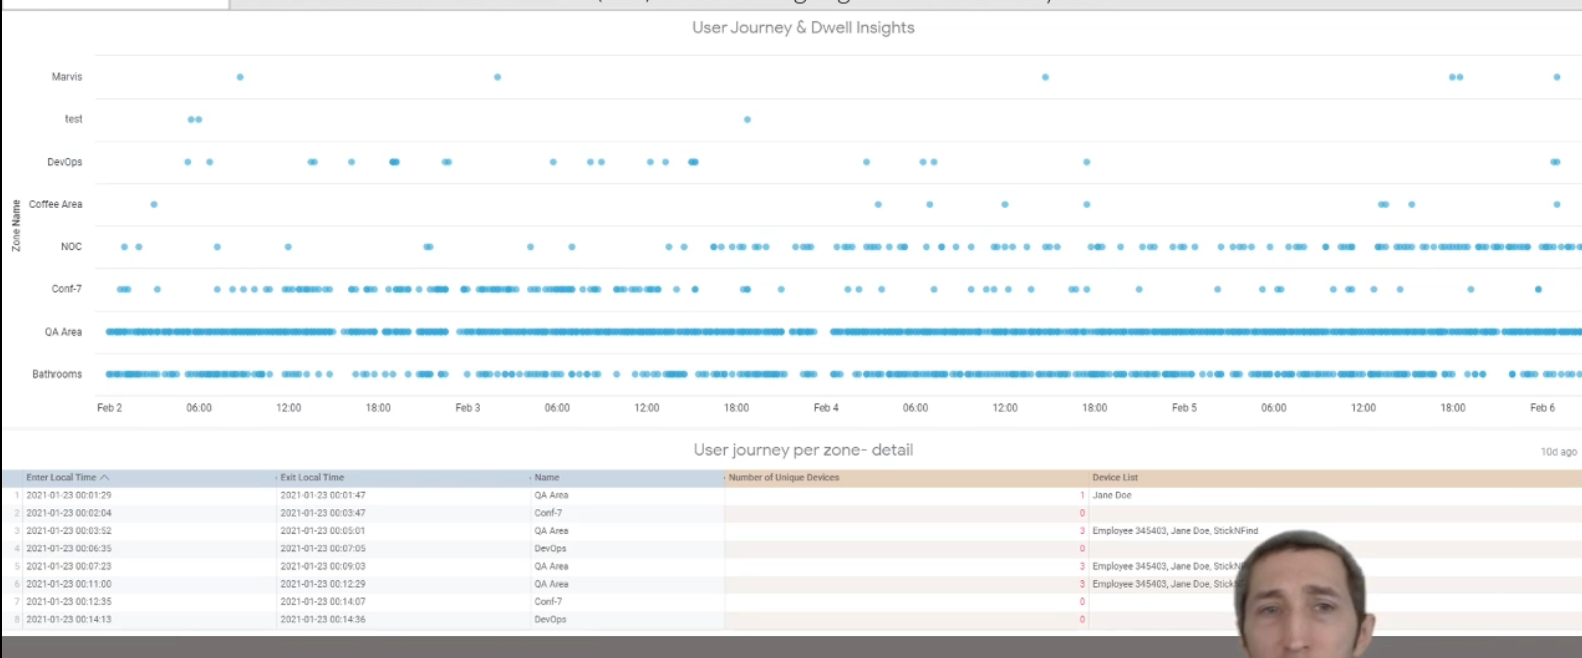 User Journey & Dwell Insights
Zone Name
Marvis
test
DevOps
Coffee Area
NOC
Conf-7
QA Area
Bathrooms
Feb 2 06:00 12:00 18:00 Feb 3 06:00 12:00 18:00 Feb 4 06:00 12:00 18:00 Feb 5 06:00 12:00 18:00 Feb 6
User journey per zone- detail 10d ago
Enter Local Time Exit Local Time Name Number of Unique Devices Device List
1 2021-01-23 00:01:29 2021-01-23 00:01:47 QA Area 1 Jane Doe
2 2021-01-23 00:02:04 2021-01-23 00:03:47 Conf-7 0
3 2021-01-23 00:03:52 2021-01-23 00:05:01 QA Area 3 Employee 345403, Jane Doe, StickNFind
4 2021-01-23 00:06:35 2021-01-23 00:07:05 DevOps 0
5 2021-01-23 00:07:23 2021-01-23 00:09:03 QA Area 3 Employee 345403, Jane Doe,
6 2021-01-23 00:11:00 2021-01-23 00:12:29 QA Area 3 Employee 345403, Jane Doe,
7 2021-01-23 00:12:35 2021-01-23 00:14:07 Conf-7 0
8 2021-01-23 00:14:13 2021-01-23 00:14:36 DevOps 0